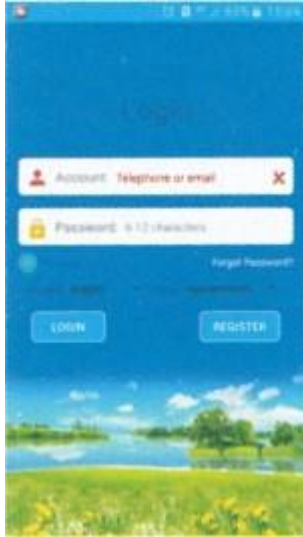 Login
Account: Telephone or email
Password: 6-12 characters
Forgot Password?
LOGIN
REGISTER